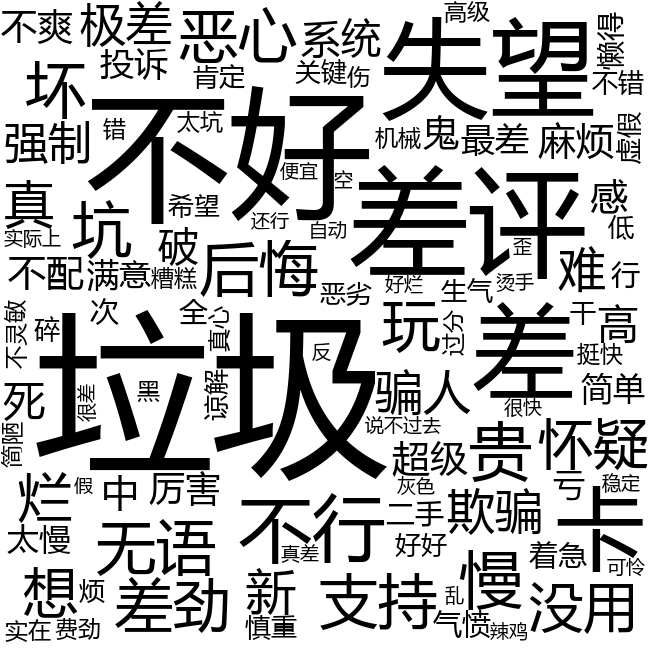 不爽
极差
恶心
系统
高级
失望
懒得
投诉
肯定
关键
伤
不错
坏
不好
错
太坑
机械
鬼
最差
麻烦
虚假
强制
便宜
空
差评
真
坑
希望
还行
自动
感
低
实际上
破
后悔
歪
难
行
不配
满意
糟糕
恶劣
好烂
生气
烫手
不灵敏
碎
次
全
真心
玩
过分
差
干
高
垃圾
反
挺快
死
很差
黑
谅解
骗人
很快
简单
简陋
说不过去
超级
贵
怀疑
烂
假
中
厉害
不行
灰色
二手
欺骗
亏
稳定
卡
太慢
无语
真差
好好
着急
可怜
想
烦
差劲
新
支持
慢
乱
没用
实在
费劲
慎重
气愤
辣鸡